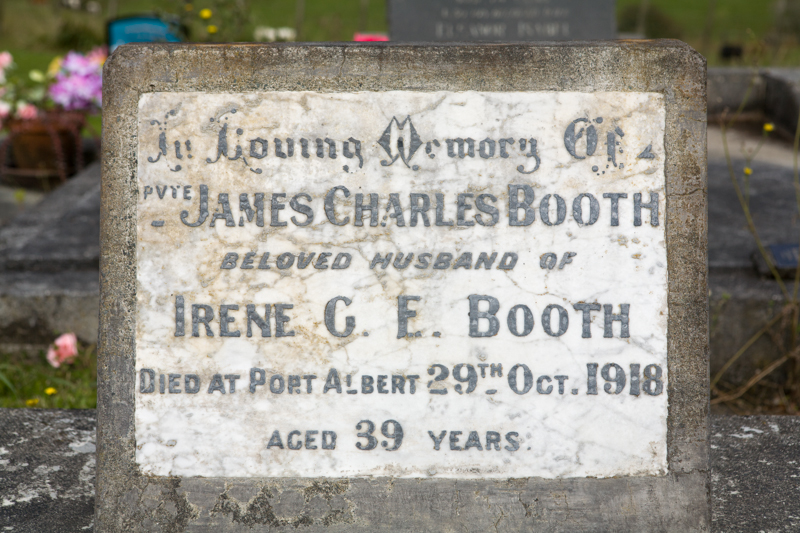 In Loving Memory Of
PVTE JAMES CHARLES BOOTH
BELOVED HUSBAND OF
IRENE G. E. BOOTH
DIED AT PORT ALBERT 29TH OCT. 1918
AGED 39 YEARS.